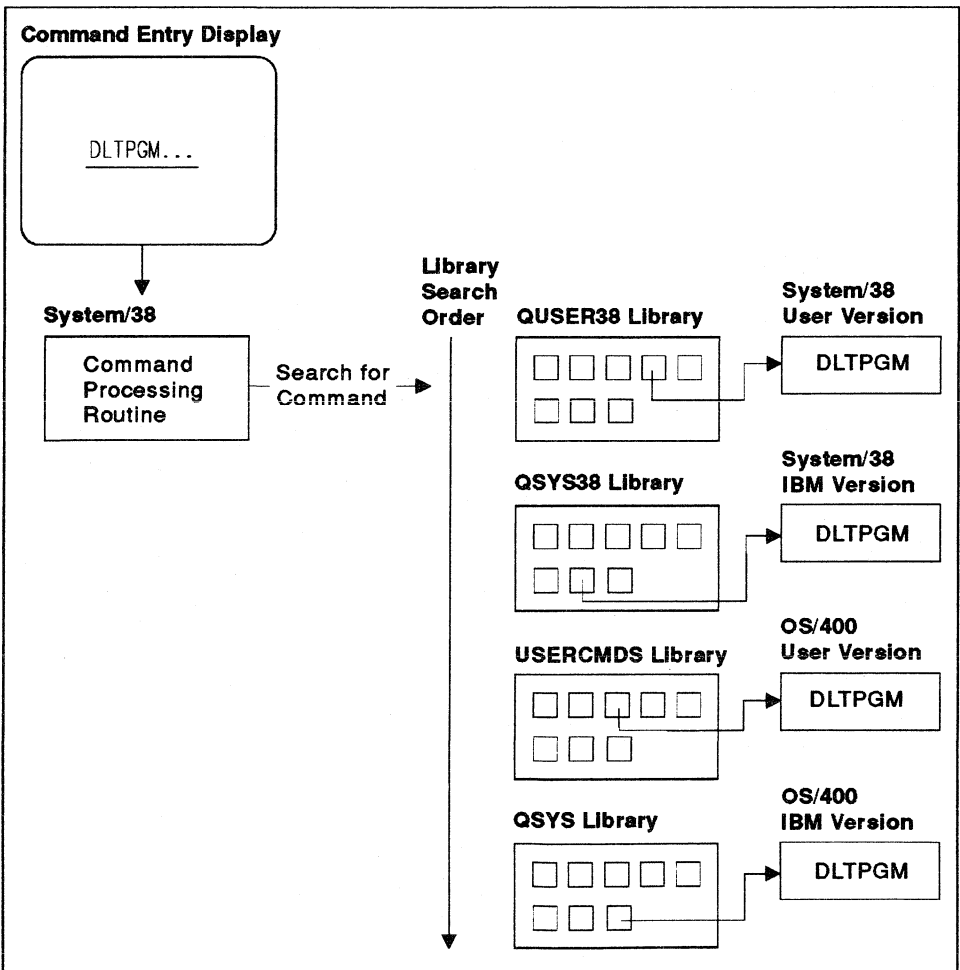 Command Entry Display
DLTPGM...
System/38
Command
Processing
Routine
Search for
Command
Library
Search
Order
QUSER38 Library
System/38
User Version
DLTPGM
QSYS38 Library
System/38
IBM Version
DLTPGM
USERCMDS Library
OS/400
User Version
DLTPGM
QSYS Library
OS/400
IBM Version
DLTPGM